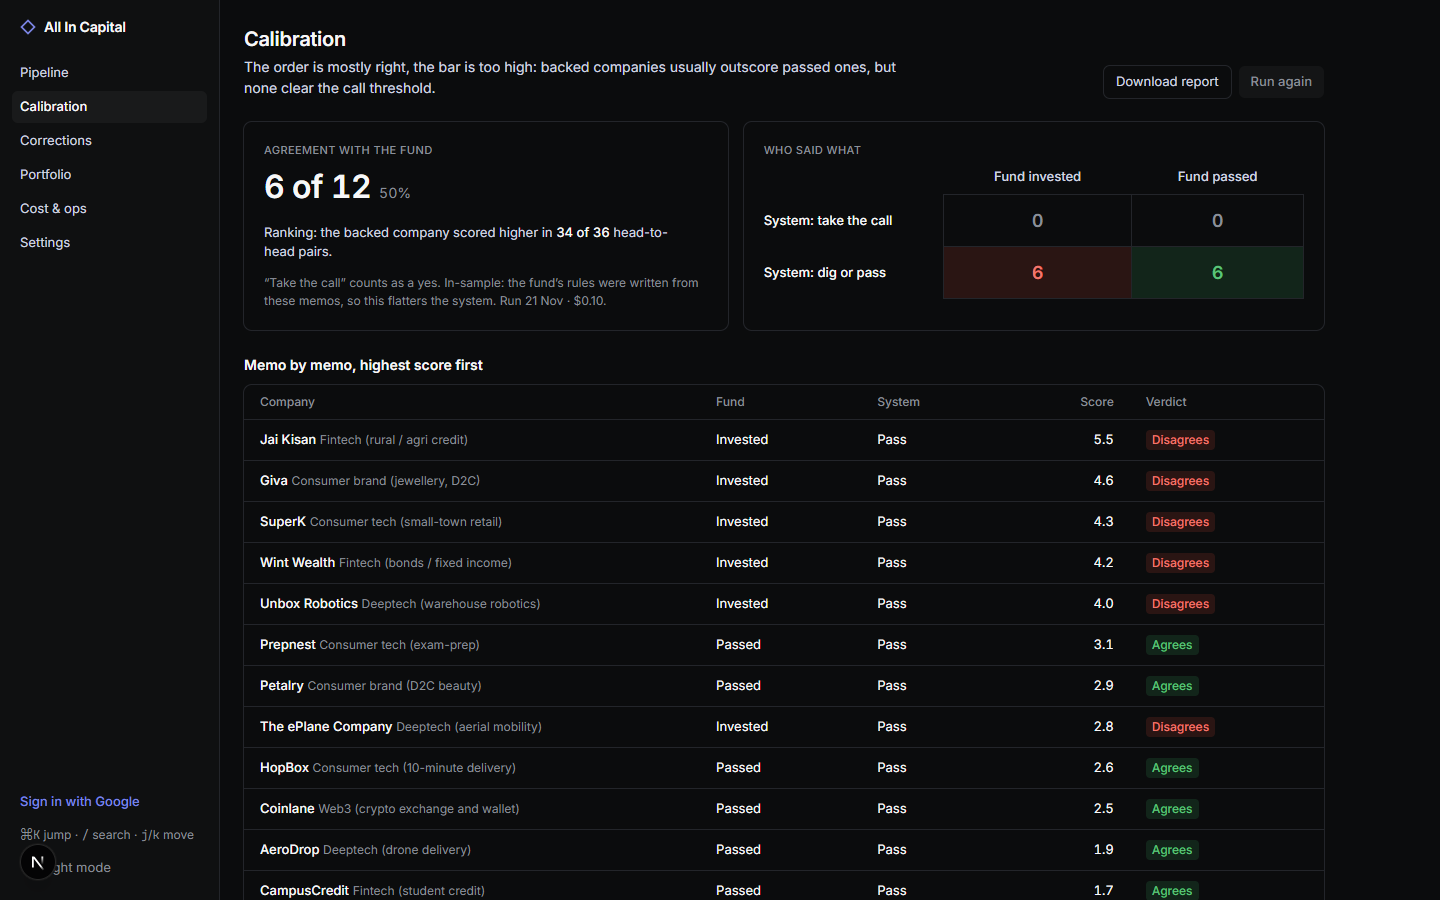 All In Capital
Pipeline
Calibration
Corrections
Portfolio
Cost & ops
Settings
Sign in with Google
⌘K jump · / search · j/k move
ght mode
N
Calibration
The order is mostly right, the bar is too high: backed companies usually outscore passed ones, but
none clear the call threshold.
Download report
Run again
AGREEMENT WITH THE FUND
6 of 12 50%
Ranking: the backed company scored higher in 34 of 36 head-to-
head pairs.
“Take the call” counts as a yes. In-sample: the fund’s rules were written from
these memos, so this flatters the system. Run 21 Nov · $0.10.
WHO SAID WHAT
Fund invested Fund passed
System: take the call 0 0
System: dig or pass 6 6
Memo by memo, highest score first
Company Fund System Score Verdict
Jai Kisan Fintech (rural / agri credit) Invested Pass 5.5 Disagrees
Giva Consumer brand (jewellery, D2C) Invested Pass 4.6 Disagrees
SuperK Consumer tech (small-town retail) Invested Pass 4.3 Disagrees
Wint Wealth Fintech (bonds / fixed income) Invested Pass 4.2 Disagrees
Unbox Robotics Deeptech (warehouse robotics) Invested Pass 4.0 Disagrees
Prepnest Consumer tech (exam-prep) Passed Pass 3.1 Agrees
Petalry Consumer brand (D2C beauty) Passed Pass 2.9 Agrees
The ePlane Company Deeptech (aerial mobility) Invested Pass 2.8 Disagrees
HopBox Consumer tech (10-minute delivery) Passed Pass 2.6 Agrees
Coinlane Web3 (crypto exchange and wallet) Passed Pass 2.5 Agrees
AeroDrop Deeptech (drone delivery) Passed Pass 1.9 Agrees
CampusCredit Fintech (student credit) Passed Pass 1.7 Agrees